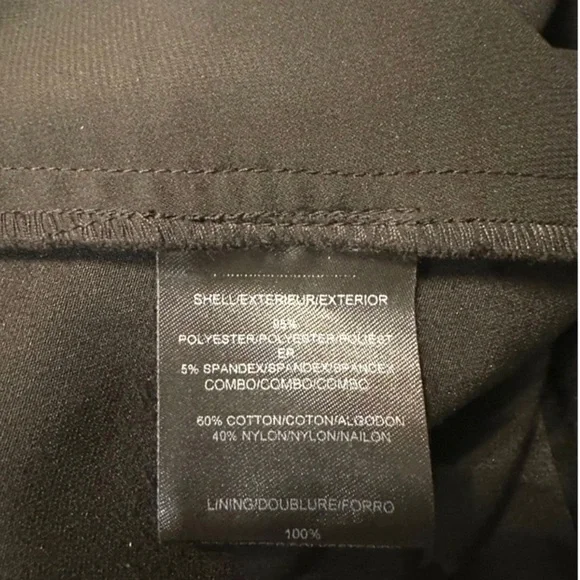 SHELL/EXTERIEUR/EXTERIOR
95%
POLYESTER/POLYESTER/POLIEST
ER
5% SPANDEX/SPANDEX/SPANDEX
COMBO/COMBO/COMBO
60% COTTON/COTON/ALGODON
40% NYLON/NYLON/NAILON
LINING/DOUBLURE/FORRO
100%